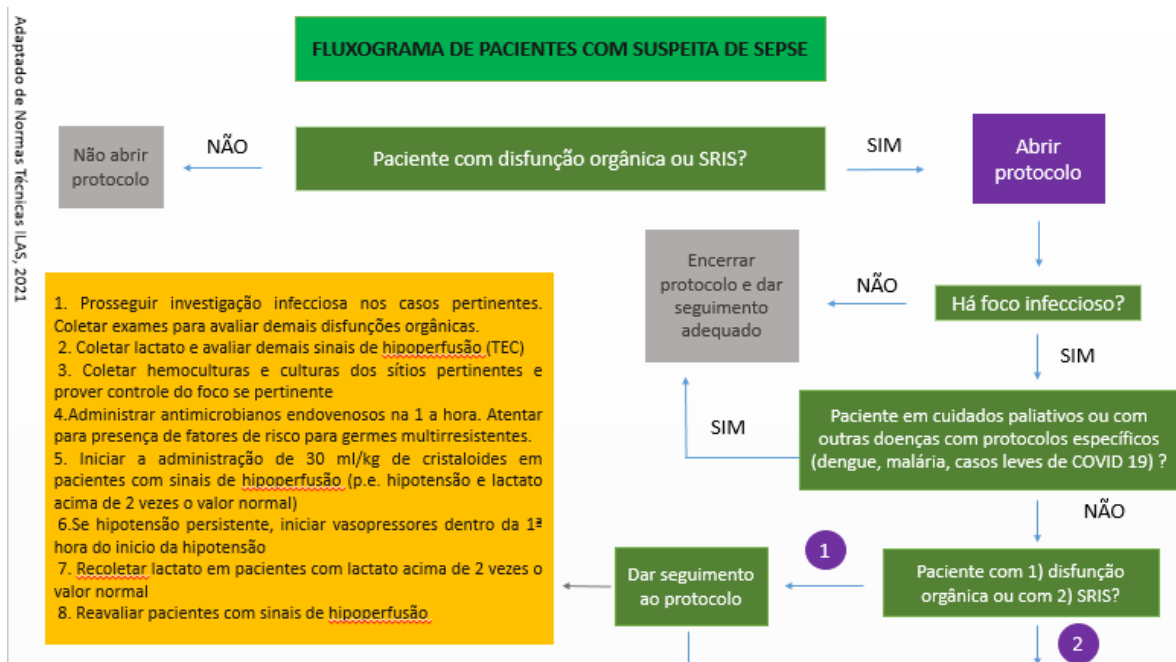 Adaptado de Normas Técnicas ILAS, 2021
FLUXOGRAMA DE PACIENTES COM SUSPEITA DE SEPSE
Não abrir
protocolo
NÃO
Paciente com disfunção orgânica ou SRIS?
SIM
Abrir
protocolo
Encerrar
protocolo e dar
seguimento
adequado
NÃO
Há foco infeccioso?
SIM
SIM
Paciente em cuidados paliativos ou com
outras doenças com protocolos específicos
(dengue, malária, casos leves de COVID 19) ?
NÃO
1. Prosseguir investigação infecciosa nos casos pertinentes.
Coletar exames para avaliar demais disfunções orgânicas.
2. Coletar lactato e avaliar demais sinais de hipoperfusão (TEC)
3. Coletar hemoculturas e culturas dos sítios pertinentes e
prover controle do foco se pertinente
4.Administrar antimicrobianos endovenosos na 1 a hora. Atentar
para presença de fatores de risco para germes multirresistentes.
5. Iniciar a administração de 30 ml/kg de cristaloides em
pacientes com sinais de hipoperfusão (p.e. hipotensão e lactato
acima de 2 vezes o valor normal)
6.Se hipotensão persistente, iniciar vasopressores dentro da 1ª
hora do inicio da hipotensão
7. Recoletar lactato em pacientes com lactato acima de 2 vezes o
valor normal
8. Reavaliar pacientes com sinais de hipoperfusão
Dar seguimento
ao protocolo
1
Paciente com 1) disfunção
orgânica ou com 2) SRIS?
2